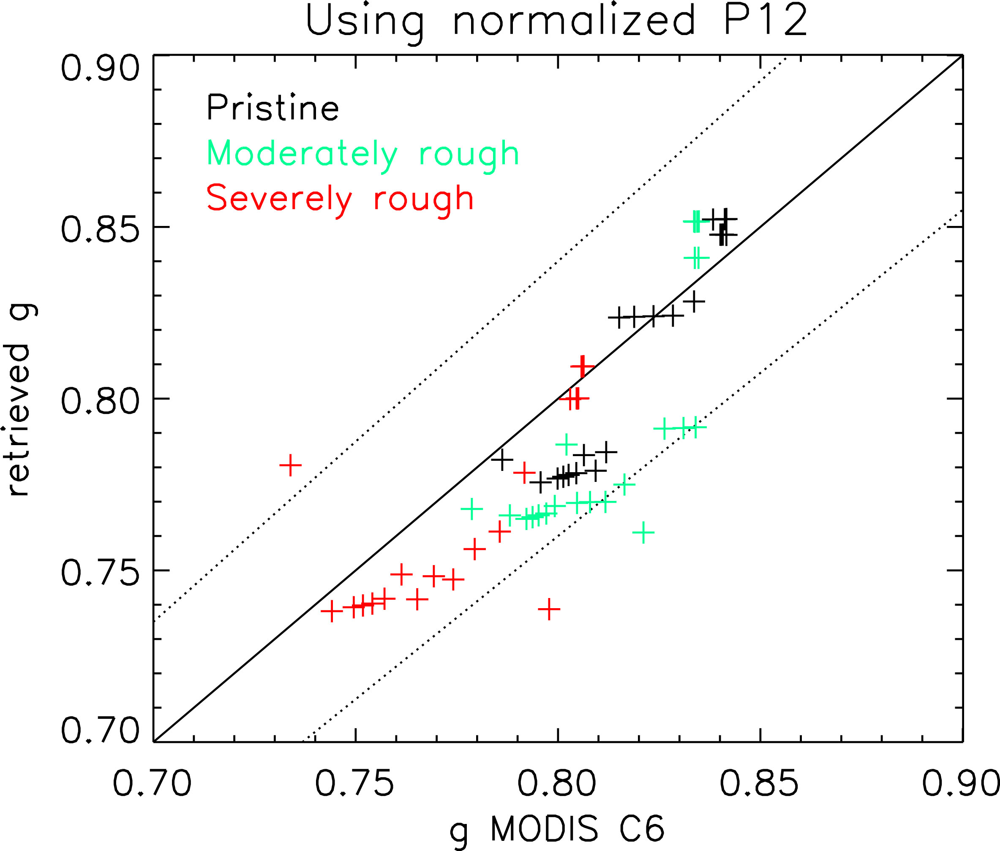 Using normalized P12
0.90
Pristine
Moderately rough
Severely rough
0.85
retrieved g
0.80
0.75
0.70
0.70 0.75 0.80 0.85 0.90
g MODIS C6